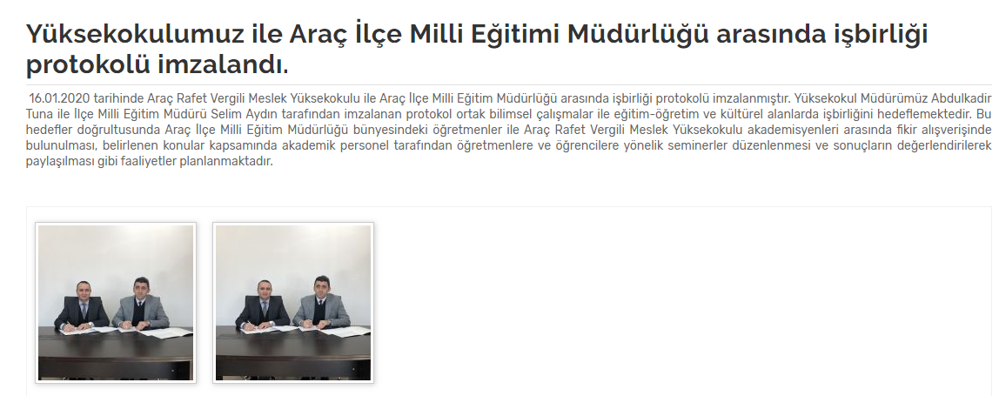 Yüksekokulumuz ile Araç İlçe Milli Eğitimi Müdürlüğü arasında işbirliği
protokolü imzalandı.
16.01.2020 tarihinde Araç Rafet Vergili Meslek Yüksekokulu ile Araç İlçe Milli Eğitim Müdürlüğü arasında işbirliği protokolü imzalanmıştır. Yüksekokul Müdürümüz Abdulkadir
Tuna ile İlçe Milli Eğitim Müdürü Selim Aydın tarafından imzalanan protokol ortak bilimsel çalışmalar ile eğitim-öğretim ve kültürel alanlarda işbirliğini hedeflemektedir. Bu
hedefler doğrultusunda Araç İlçe Milli Eğitim Müdürlüğü bünyesindeki öğretmenler ile Araç Rafet Vergili Meslek Yüksekokulu akademisyenleri arasında fikir alışverişinde
bulunulması, belirlenen konular kapsamında akademik personel tarafından öğretmenlere ve öğrencilere yönelik seminerler düzenlenmesi ve sonuçların değerlendirilerek
paylaşılması gibi faaliyetler planlanmaktadır.